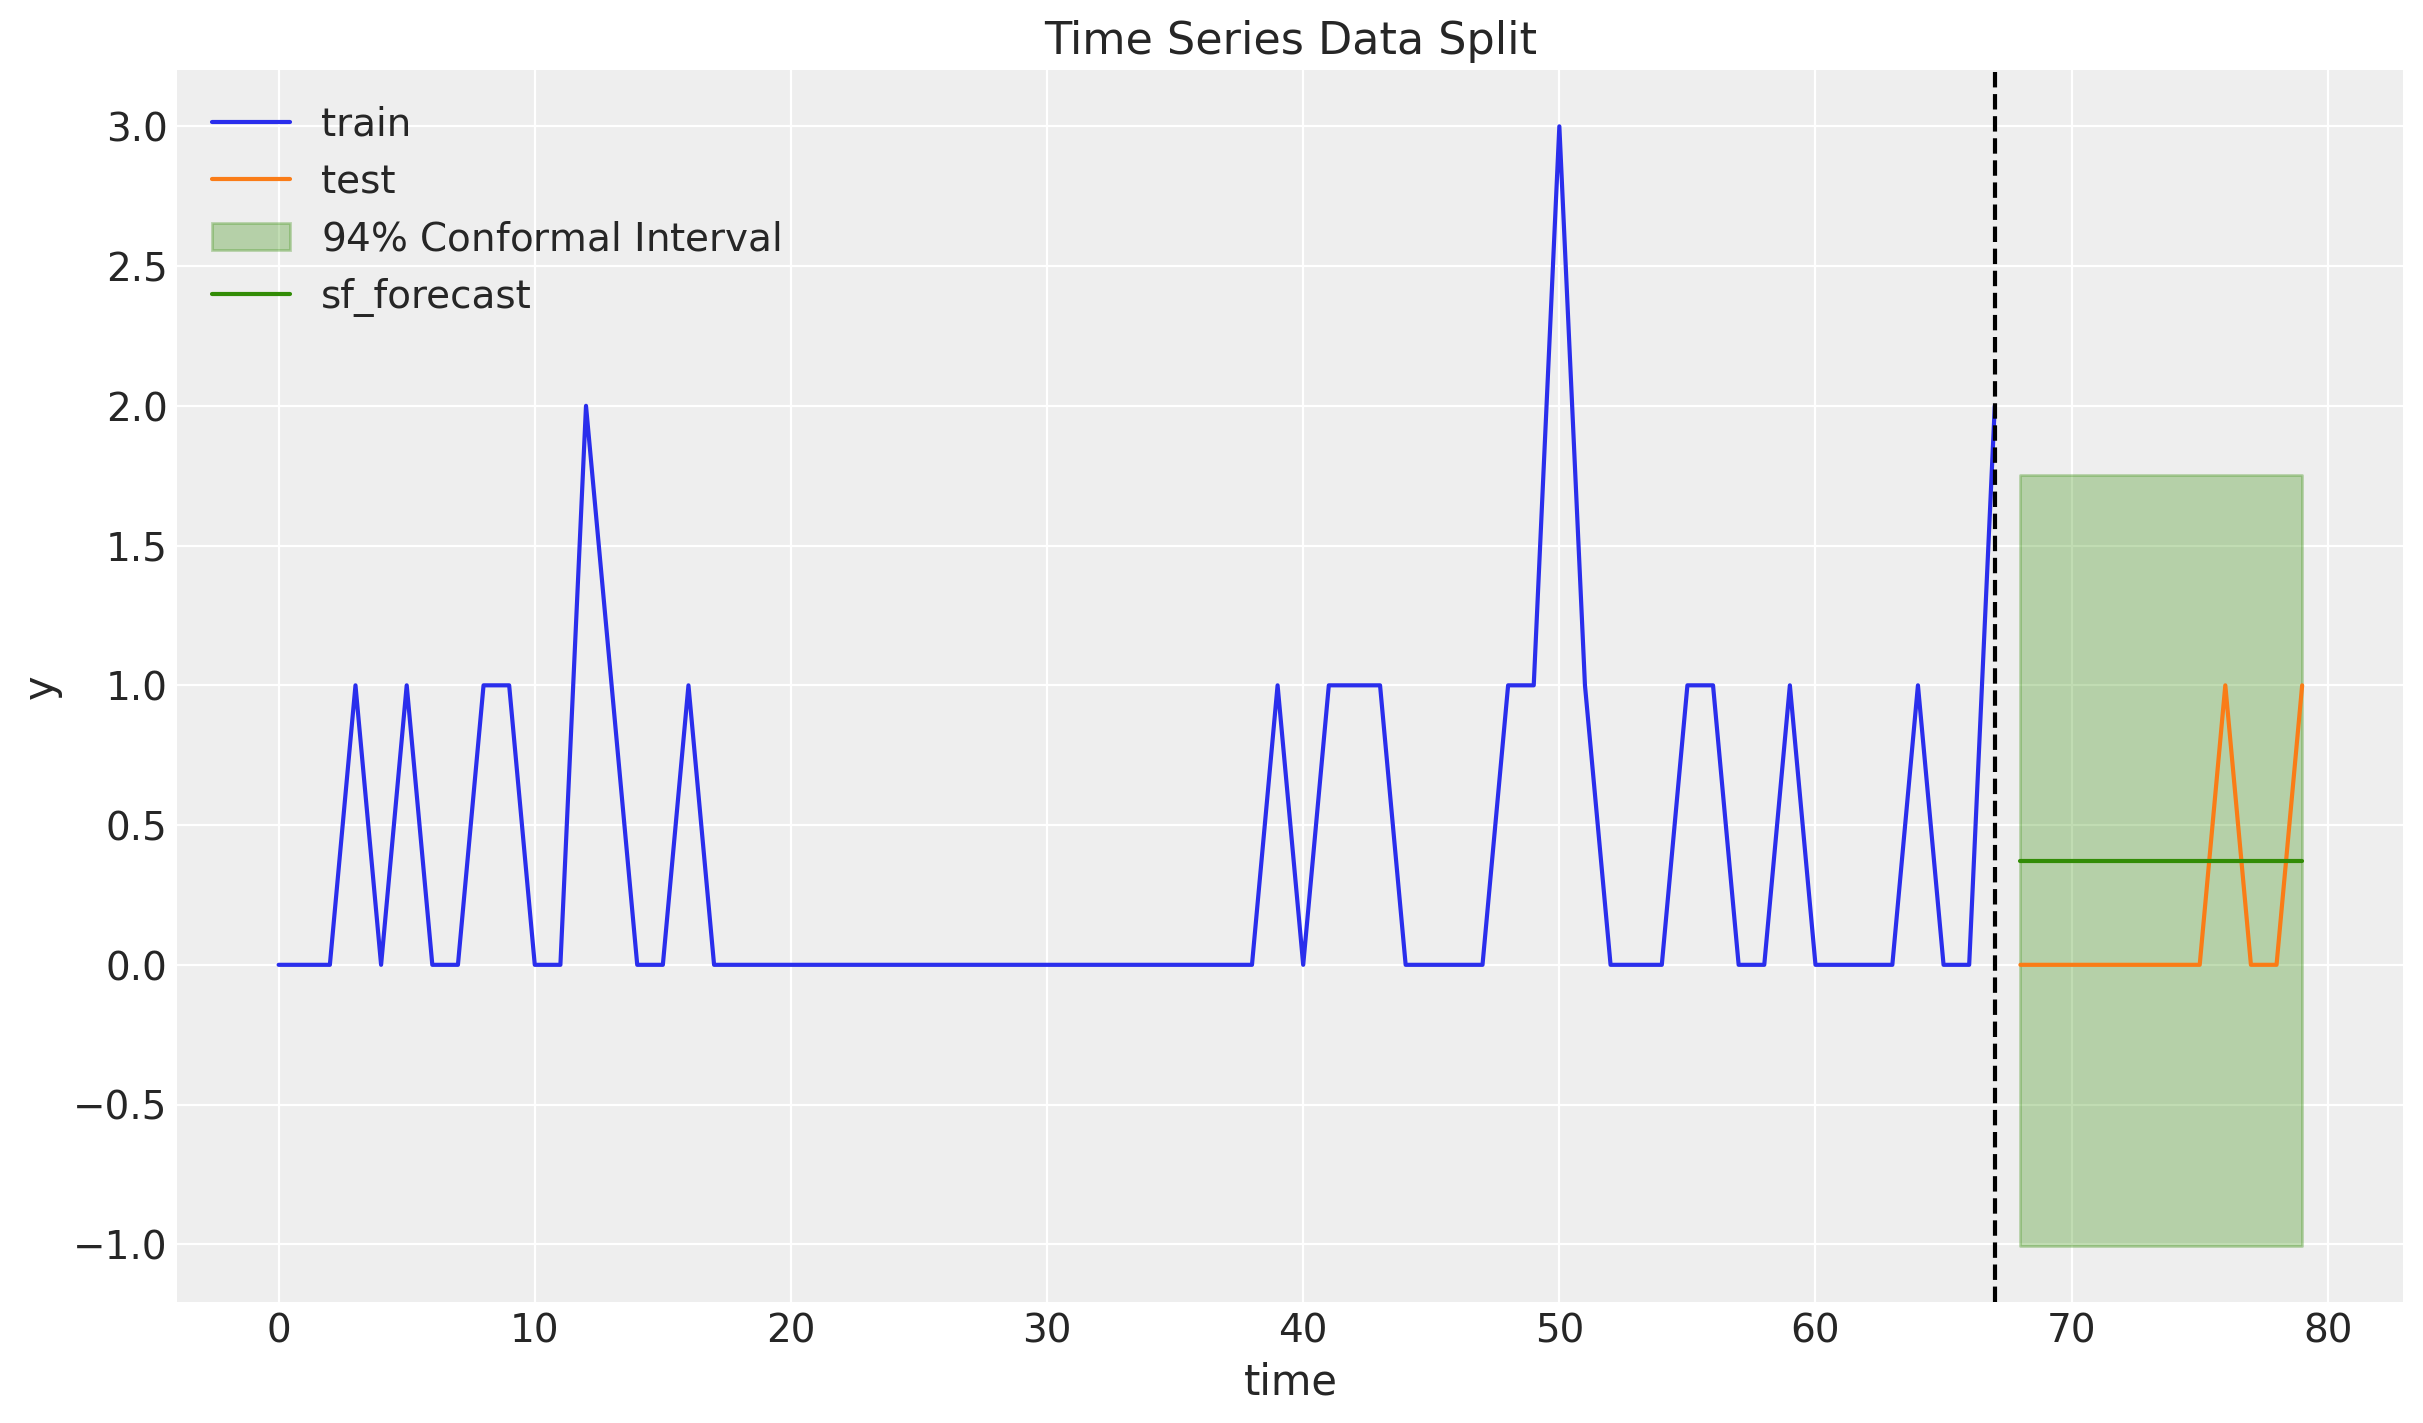 Time Series Data Split
train
test
94% Conformal Interval
sf_forecast
3.0
2.5
2.0
1.5
1.0
0.5
0.0
−0.5
−1.0
y
0 10 20 30 40 50 60 70 80
time